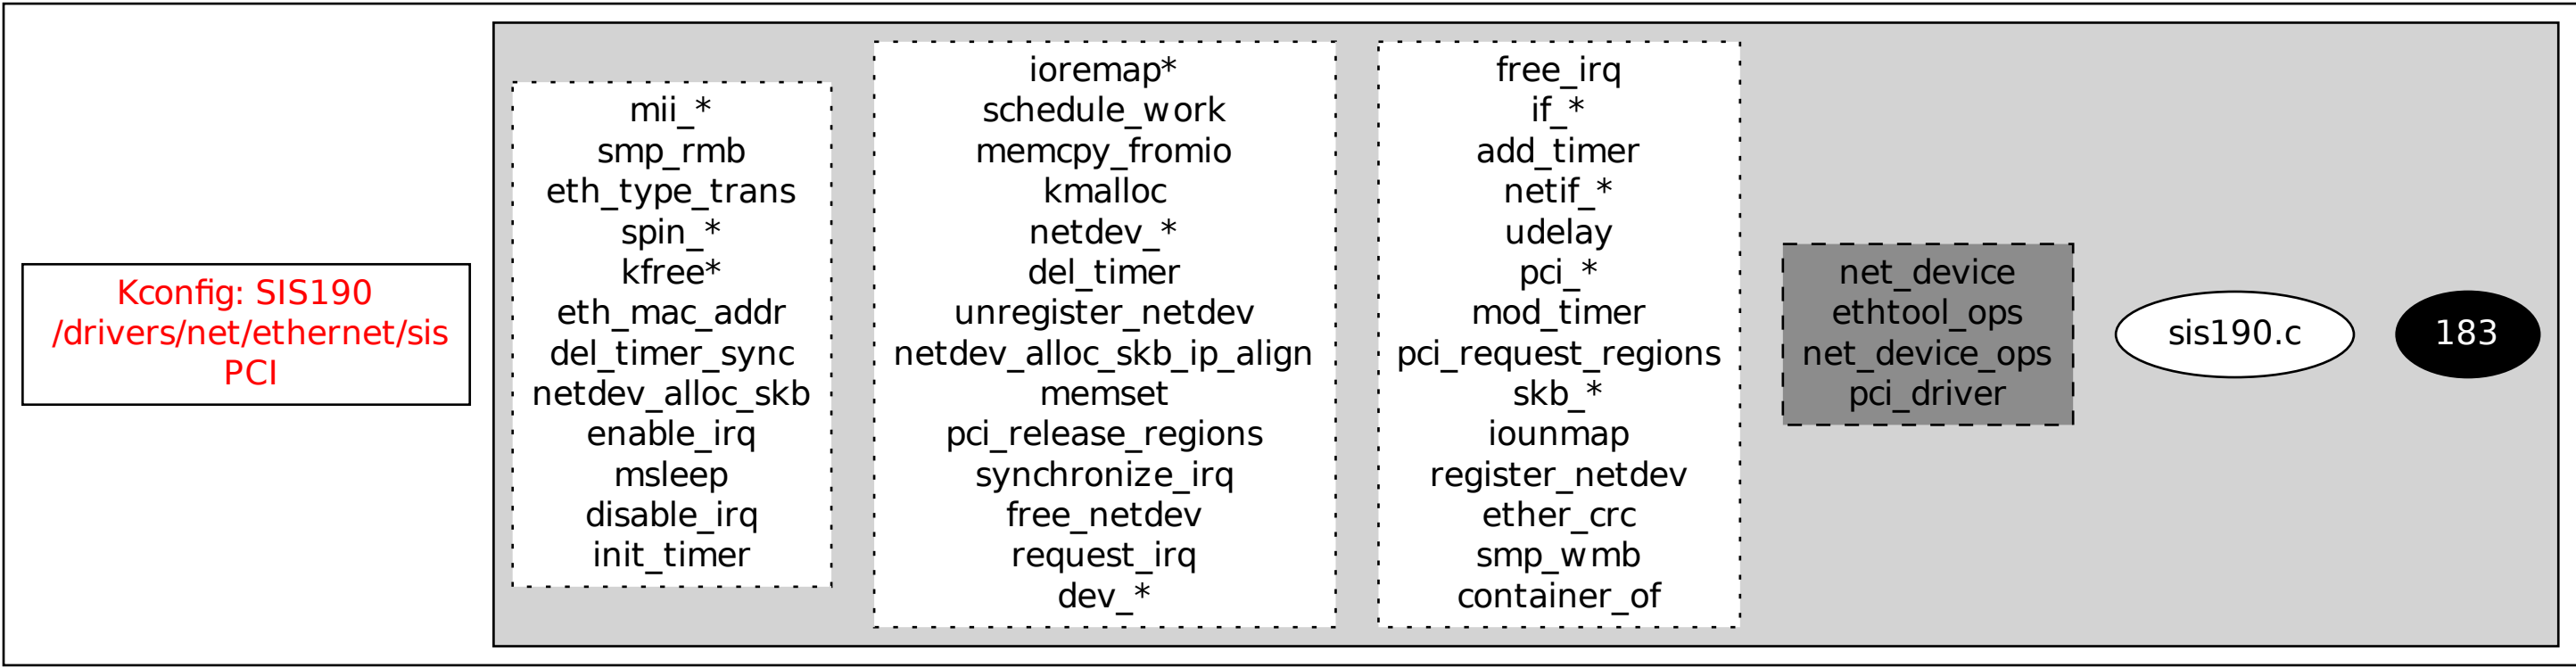 Kconfig: SIS190
/drivers/net/ethernet/sis
PCI
mii_*
smp_rmb
eth_type_trans
spin_*
kfree*
eth_mac_addr
del_timer_sync
netdev_alloc_skb
enable_irq
msleep
disable_irq
init_timer
ioremap*
schedule_work
memcpy_fromio
kmalloc
netdev_*
del_timer
unregister_netdev
netdev_alloc_skb_ip_align
memset
pci_release_regions
synchronize_irq
free_netdev
request_irq
dev_*
free_irq
if_*
add_timer
netif_*
udelay
pci_*
mod_timer
pci_request_regions
skb_*
iounmap
register_netdev
ether_crc
smp_wmb
container_of
net_device
ethtool_ops
net_device_ops
pci_driver
sis190.c
183